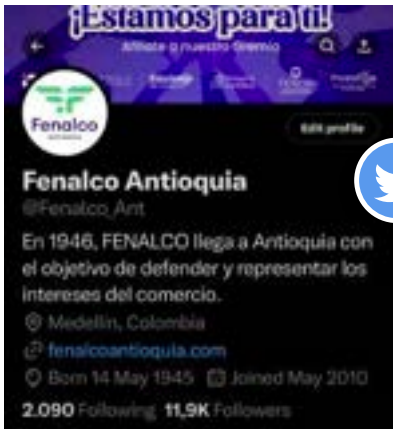 ¡Estamos para ti!
Afíliate a nuestro Gremio
Fenalco
ANTIOQUIA
Edit profile
Fenalco Antioquia
@Fenalco_Ant
En 1946, FENALCO llega a Antioquia con
el objetivo de defender y representar los
intereses del comercio.
Medellín, Colombia
fenalcoantioquia.com
Born 14 May 1945 Joined May 2010
2.090 Following 11,9K Followers